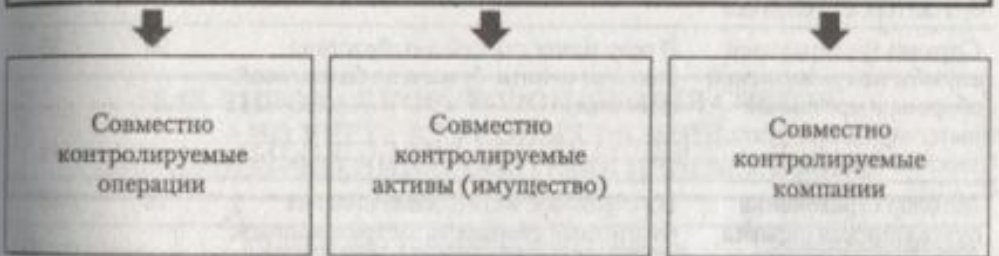 Совместно
контролируемые
операции
Совместно
контролируемые
активы (имущество)
Совместно
контролируемые
компании